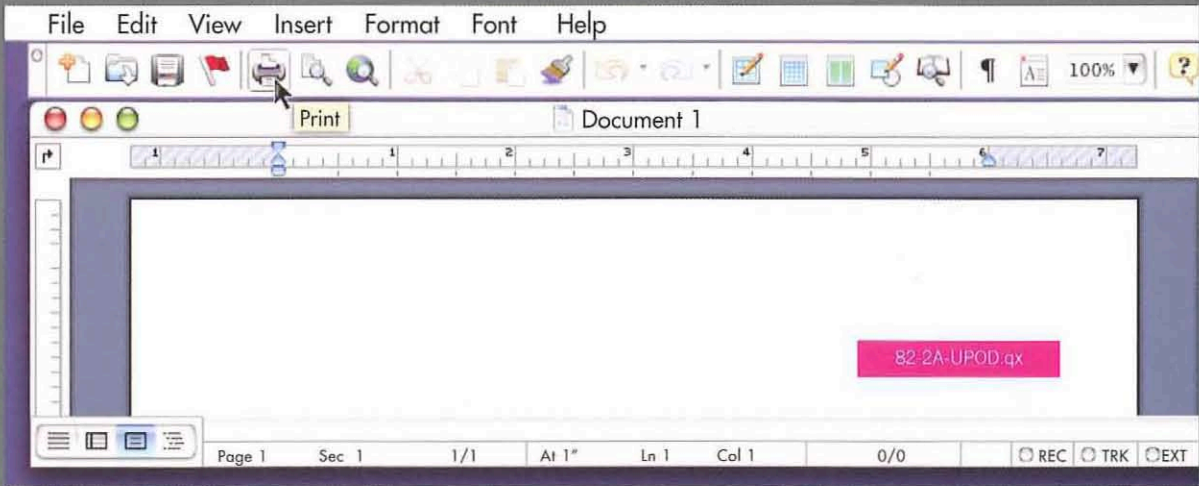 File Edit View Insert Format Font Help
¶ A 100% ?
Print
Document 1
1 1 2 3 4 5 6 7
82-2A-UPOD.qx
Page 1 Sec 1 1/1 At 1" Ln 1 Col 1 0/0 REC TRK EXT